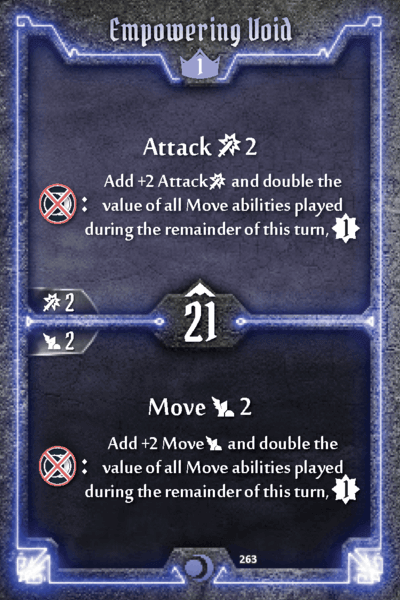 Empowering Void
1
Attack 2
Add +2 Attack and double the
: value of all Move abilities played
during the remainder of this turn, 1
2
21
2
Move 2
Add +2 Move and double the
: value of all Move abilities played
during the remainder of this turn, 1
263